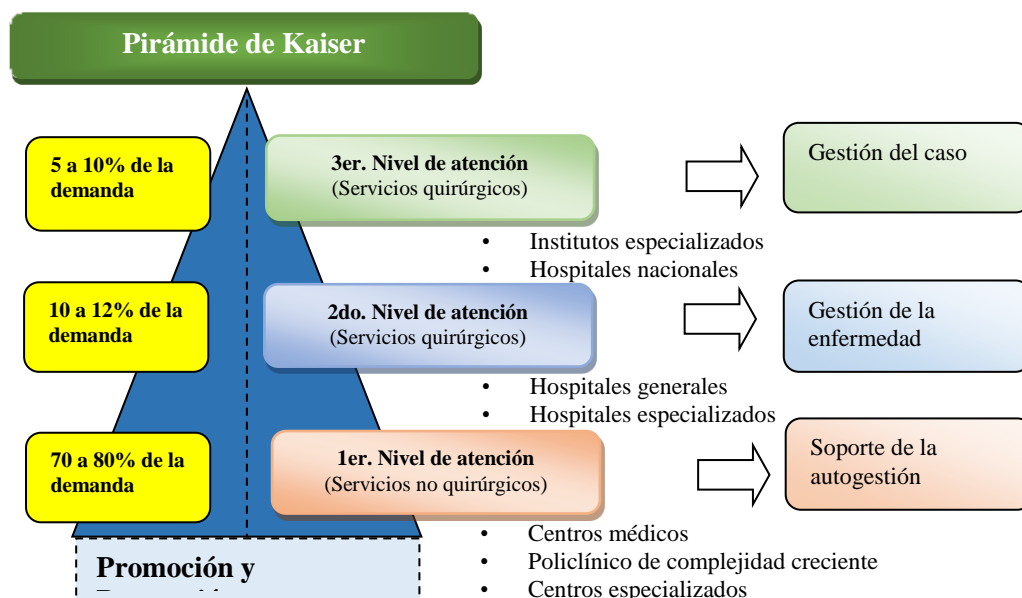 Pirámide de Kaiser
5 a 10% de la
demanda
3er. Nivel de atención
(Servicios quirúrgicos)
Gestión del caso
• Institutos especializados
• Hospitales nacionales
10 a 12% de la
demanda
2do. Nivel de atención
(Servicios quirúrgicos)
Gestión de la
enfermedad
• Hospitales generales
• Hospitales especializados
70 a 80% de la
demanda
1er. Nivel de atención
(Servicios no quirúrgicos)
Soporte de la
autogestión
• Centros médicos
• Policlínico de complejidad creciente
• Centros especializados
Promoción y